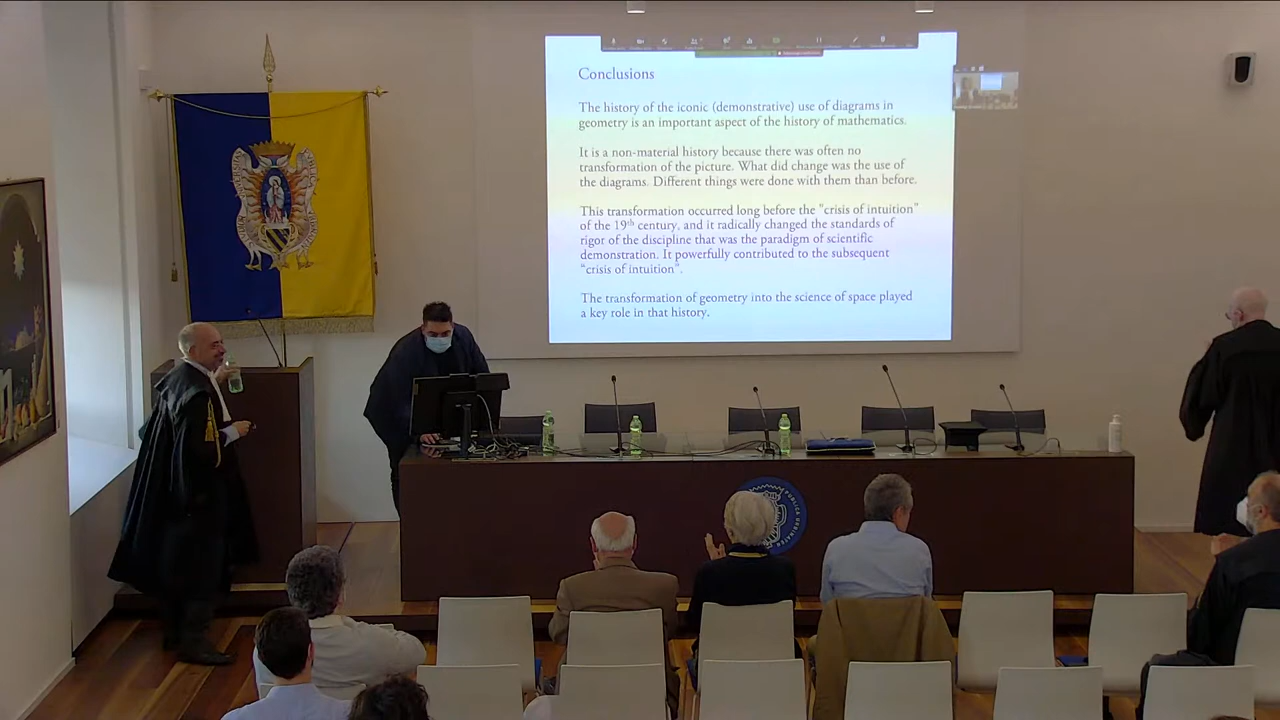 Conclusions
The history of the iconic (demonstrative) use of diagrams in
geometry is an important aspect of the history of mathematics.
It is a non-material history because there was often no
transformation of the picture. What did change was the use of
the diagrams. Different things were done with them than before.
This transformation occurred long before the “crisis of intuition”
of the 19th century, and it radically changed the standards of
rigor of the discipline that was the paradigm of scientific
demonstration. It powerfully contributed to the subsequent
“crisis of intuition”.
The transformation of geometry into the science of space played
a key role in that history.